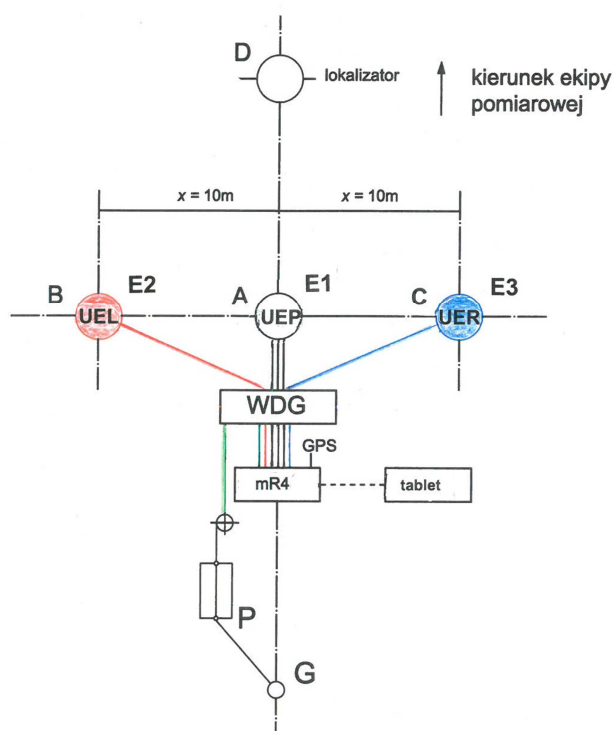 D
lokalizator
kierunek ekipy
pomiarowej
x = 10m
x = 10m
B
E2
A
E1
C
E3
UEL
UEP
UER
WDG
GPS
mR4
tablet
P
G